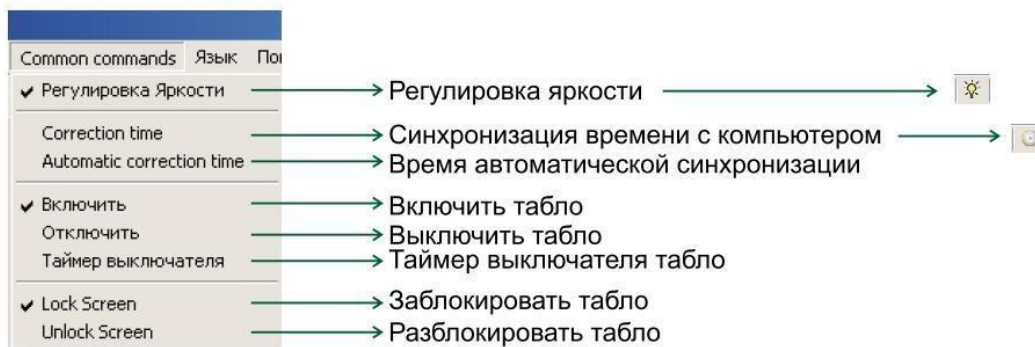 Common commands Язык
Регулировка Яркости
Регулировка яркости
Correction time
Синхронизация времени с компьютером
Automatic correction time
Время автоматической синхронизации
Включить
Включить табло
Отключить
Выключить табло
Таймер выключателя
Таймер выключателя табло
Lock Screen
Заблокировать табло
Unlock Screen
Разблокировать табло